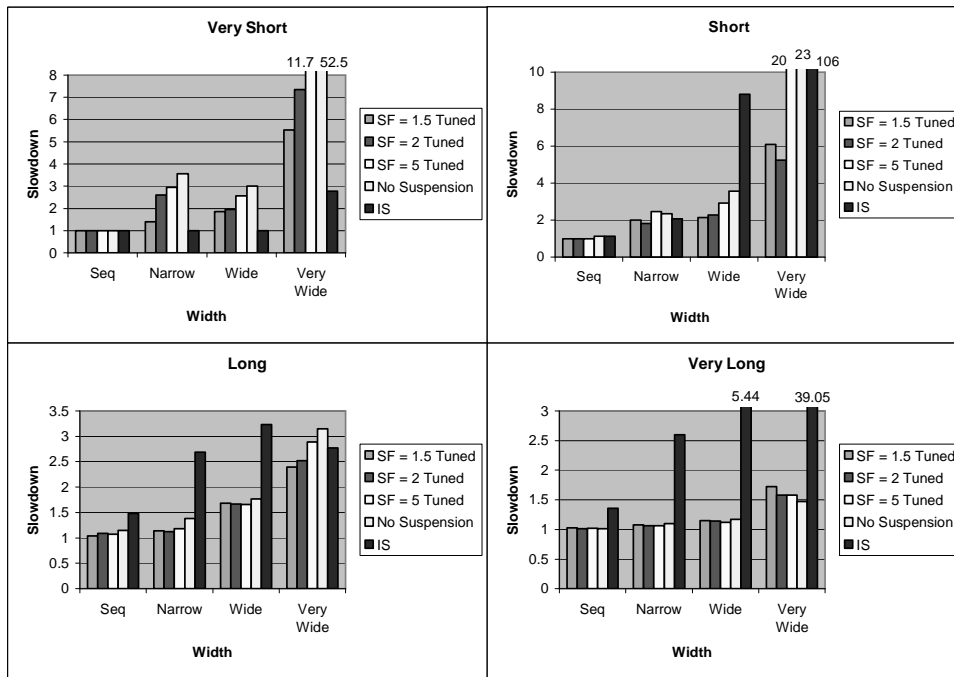 Very Short
11.7 52.5
8
7
6
5
4
3
2
1
0
Slowdown
Seq Narrow Wide Very Wide
Width
SF = 1.5 Tuned
SF = 2 Tuned
SF = 5 Tuned
No Suspension
IS
Short
20 23 106
10
8
6
4
2
0
Slowdown
Seq Narrow Wide Very Wide
Width
SF = 1.5 Tuned
SF = 2 Tuned
SF = 5 Tuned
No Suspension
IS
Long
3.5
3
2.5
2
1.5
1
0.5
0
Slowdown
Seq Narrow Wide Very Wide
Width
SF = 1.5 Tuned
SF = 2 Tuned
SF = 5 Tuned
No Suspension
IS
Very Long
5.44 39.05
3
2.5
2
1.5
1
0.5
0
Slowdown
Seq Narrow Wide Very Wide
Width
SF = 1.5 Tuned
SF = 2 Tuned
SF = 5 Tuned
No Suspension
IS